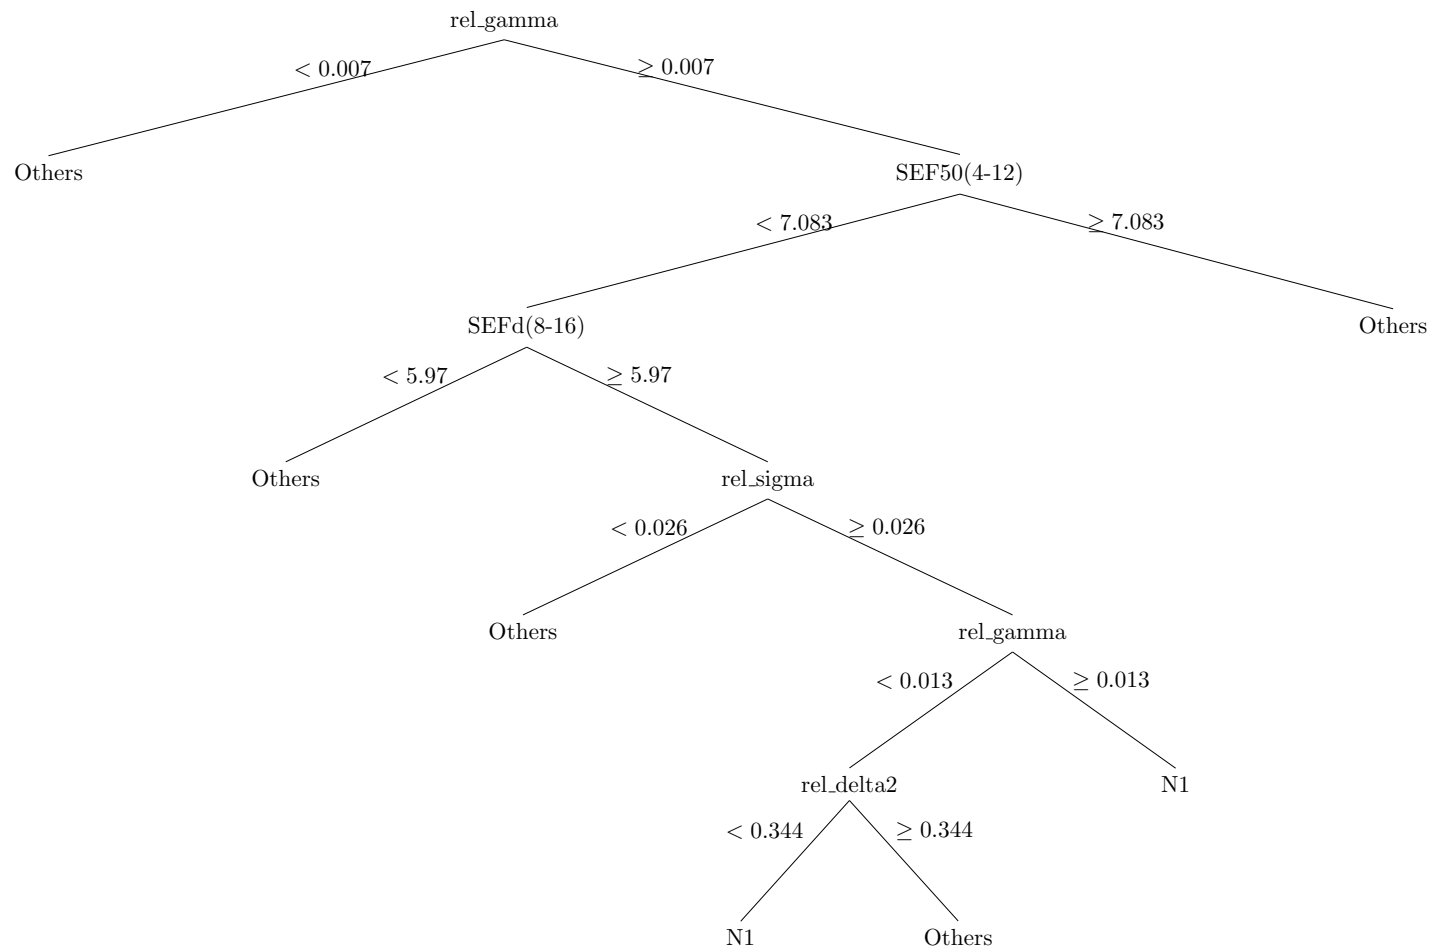 rel_gamma
< 0.007
≥ 0.007
Others
SEF50(4-12)
< 7.083
≥ 7.083
SEFd(8-16)
Others
< 5.97
≥ 5.97
Others
rel_sigma
< 0.026
≥ 0.026
Others
rel_gamma
< 0.013
≥ 0.013
rel_delta2
N1
< 0.344
≥ 0.344
N1
Others